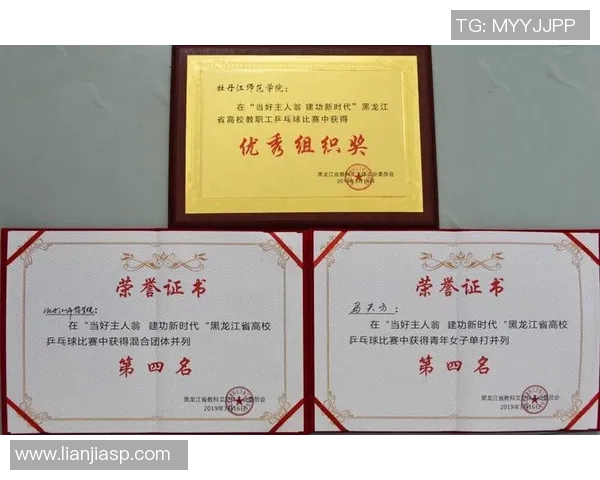 TG: MYYJJPP
牡丹江师范学院：
在“当好主人翁 建功新时代”黑龙江
省高校教职工乒乓球比赛中获得
优秀组织奖
荣誉证书
牡丹江师范学院：
在“当好主人翁 建功新时代“黑龙江省高校
乒乓球比赛中获得混合团体并列
第四名
2019年
荣誉证书
在“当好主人翁 建功新时代“黑龙江省高校
乒乓球比赛中获得青年女子单打并列
第四名
2019年
www.lianjiasp.com